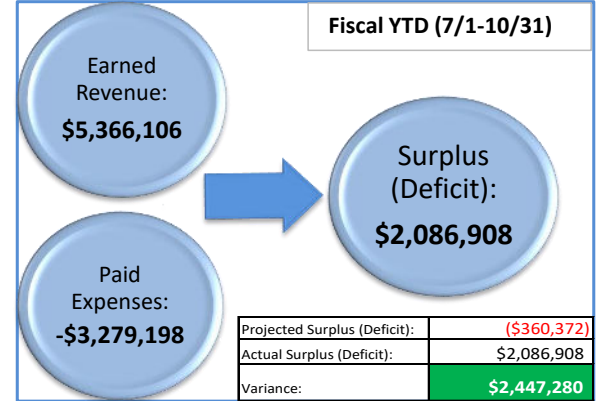 Fiscal YTD (7/1-10/31)
Earned
Revenue:
$5,366,106
Surplus
(Deficit):
$2,086,908
Paid
Expenses:
-$3,279,198
Projected Surplus (Deficit): ($360,372)
Actual Surplus (Deficit): $2,086,908
Variance: $2,447,280